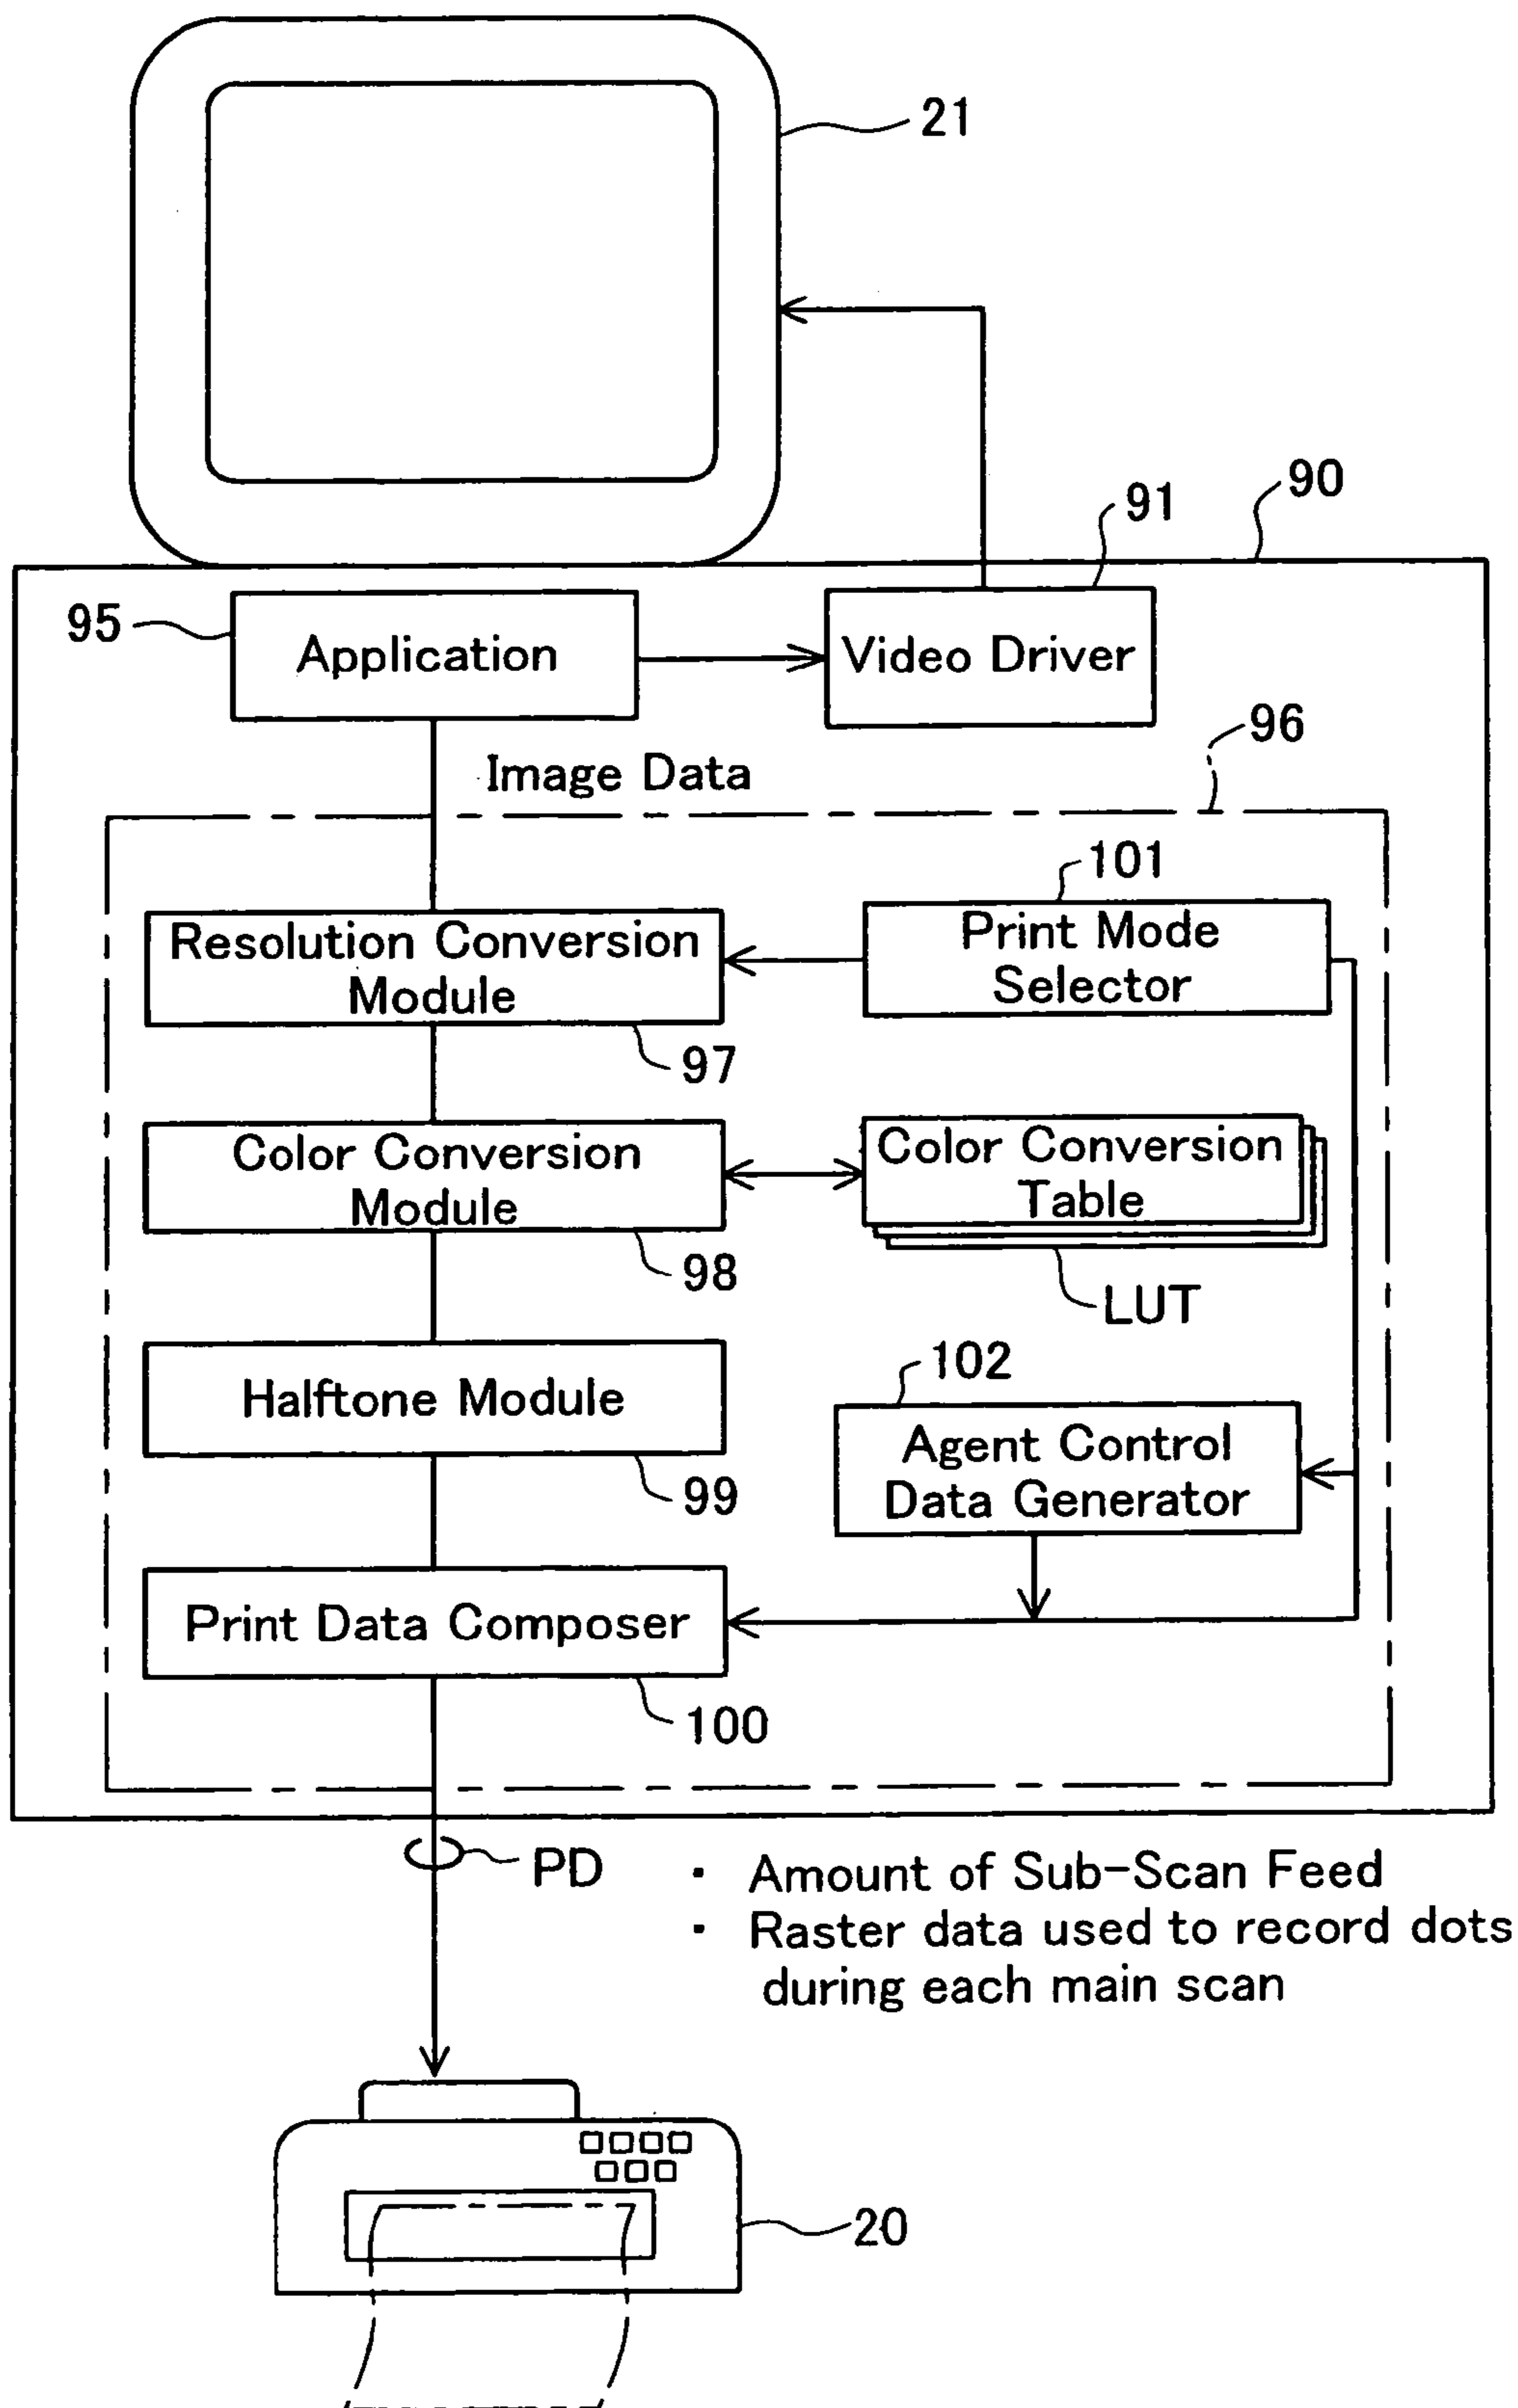 21
90
91
95
Application
Video Driver
96
Image Data
101
Resolution Conversion
Module
Print Mode
Selector
97
Color Conversion
Module
Color Conversion
Table
98
LUT
102
Halftone Module
Agent Control
Data Generator
99
Print Data Composer
100
PD
· Amount of Sub-Scan Feed
· Raster data used to record dots
during each main scan
20